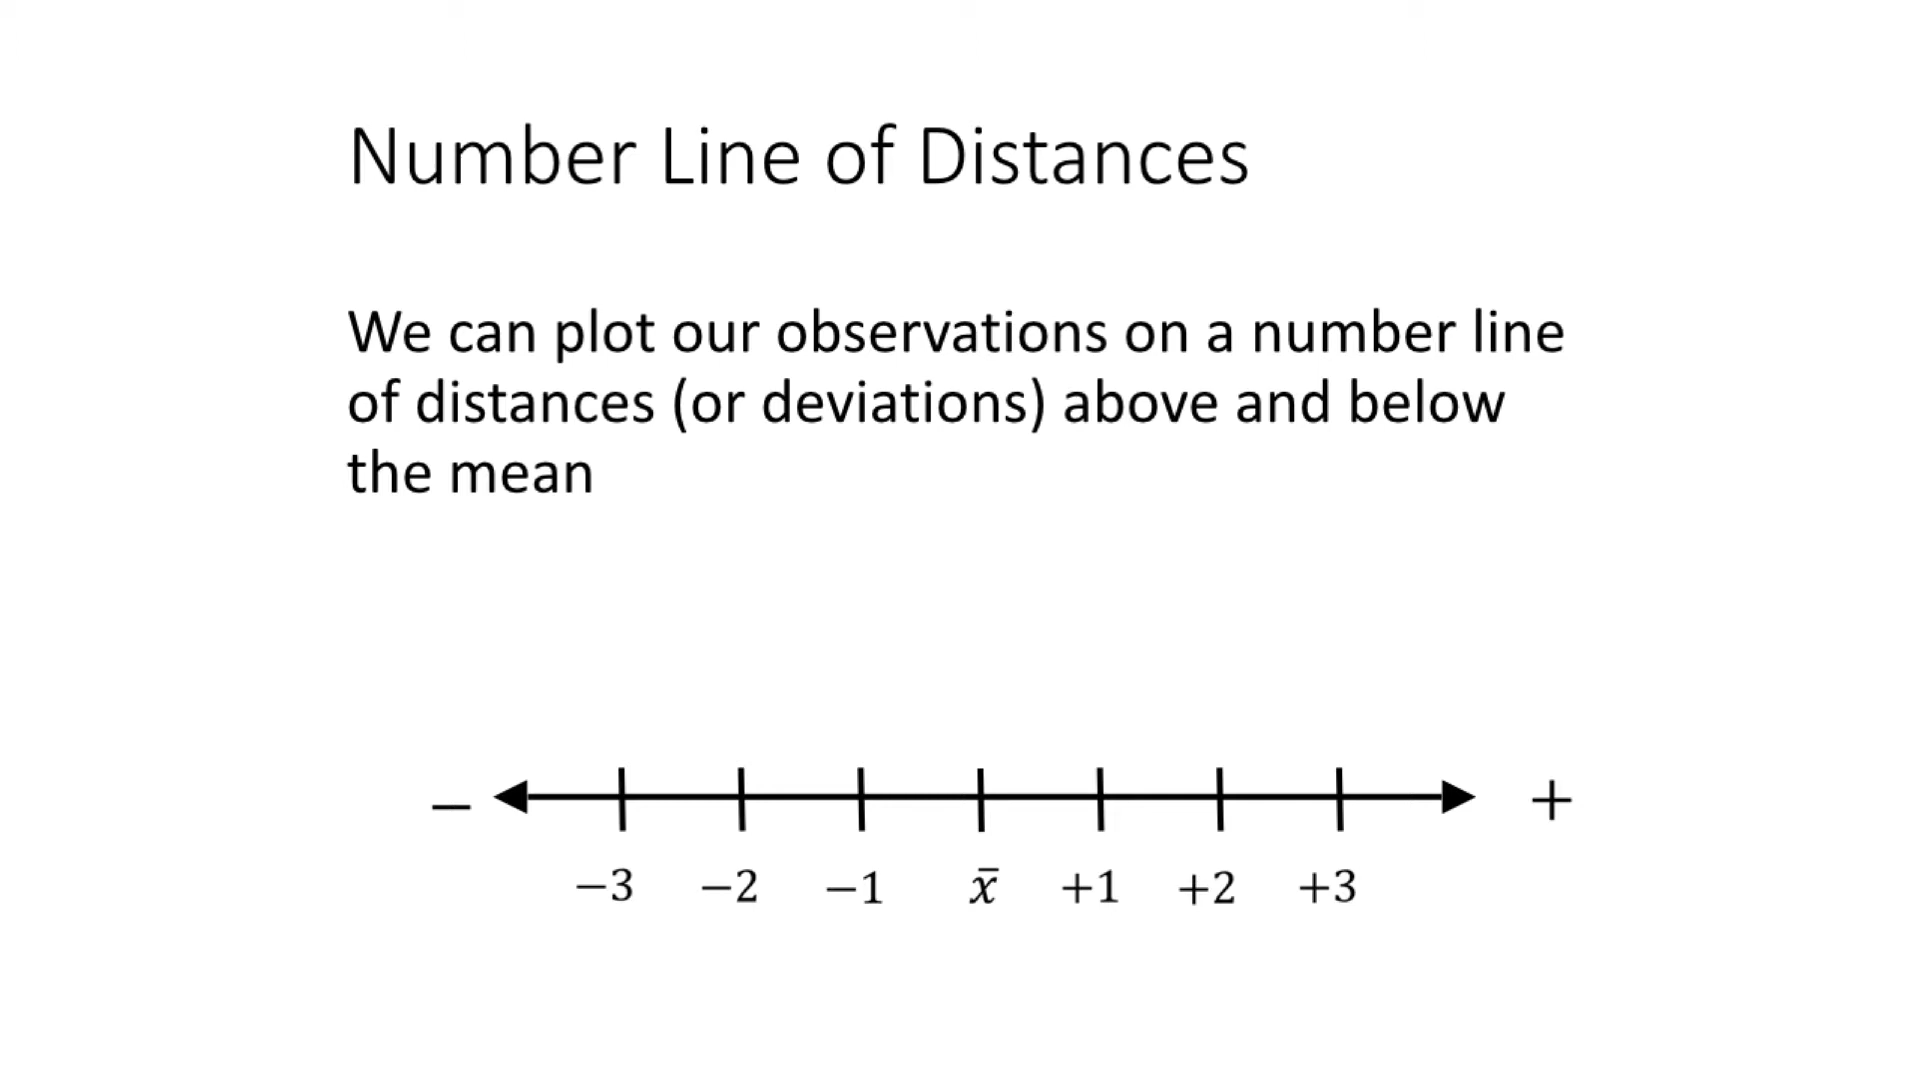 Number Line of Distances
We can plot our observations on a number line
of distances (or deviations) above and below
the mean
− +
−3 −2 −1 x̄ +1 +2 +3